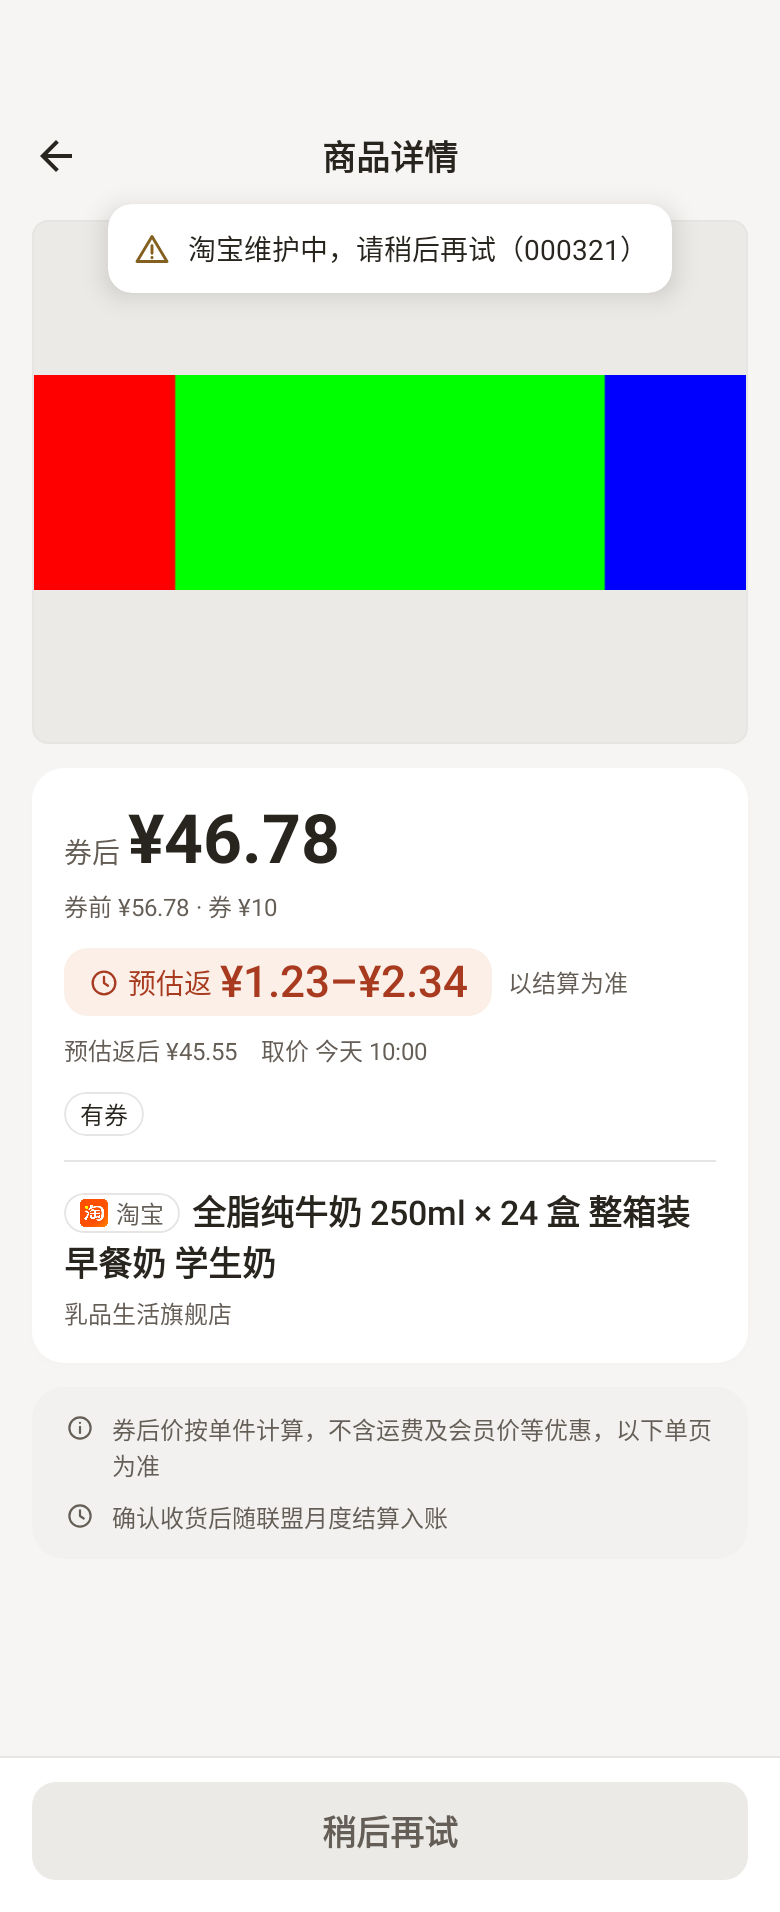 商品详情
淘宝维护中，请稍后再试（000321）
券后 ¥46.78
券前 ¥56.78 · 券 ¥10
预估返 ¥1.23–¥2.34 以结算为准
预估返后 ¥45.55 取价 今天 10:00
有券
淘 淘宝 全脂纯牛奶 250ml × 24 盒 整箱装
早餐奶 学生奶
乳品生活旗舰店
券后价按单件计算，不含运费及会员价等优惠，以下单页
为准
确认收货后随联盟月度结算入账
稍后再试